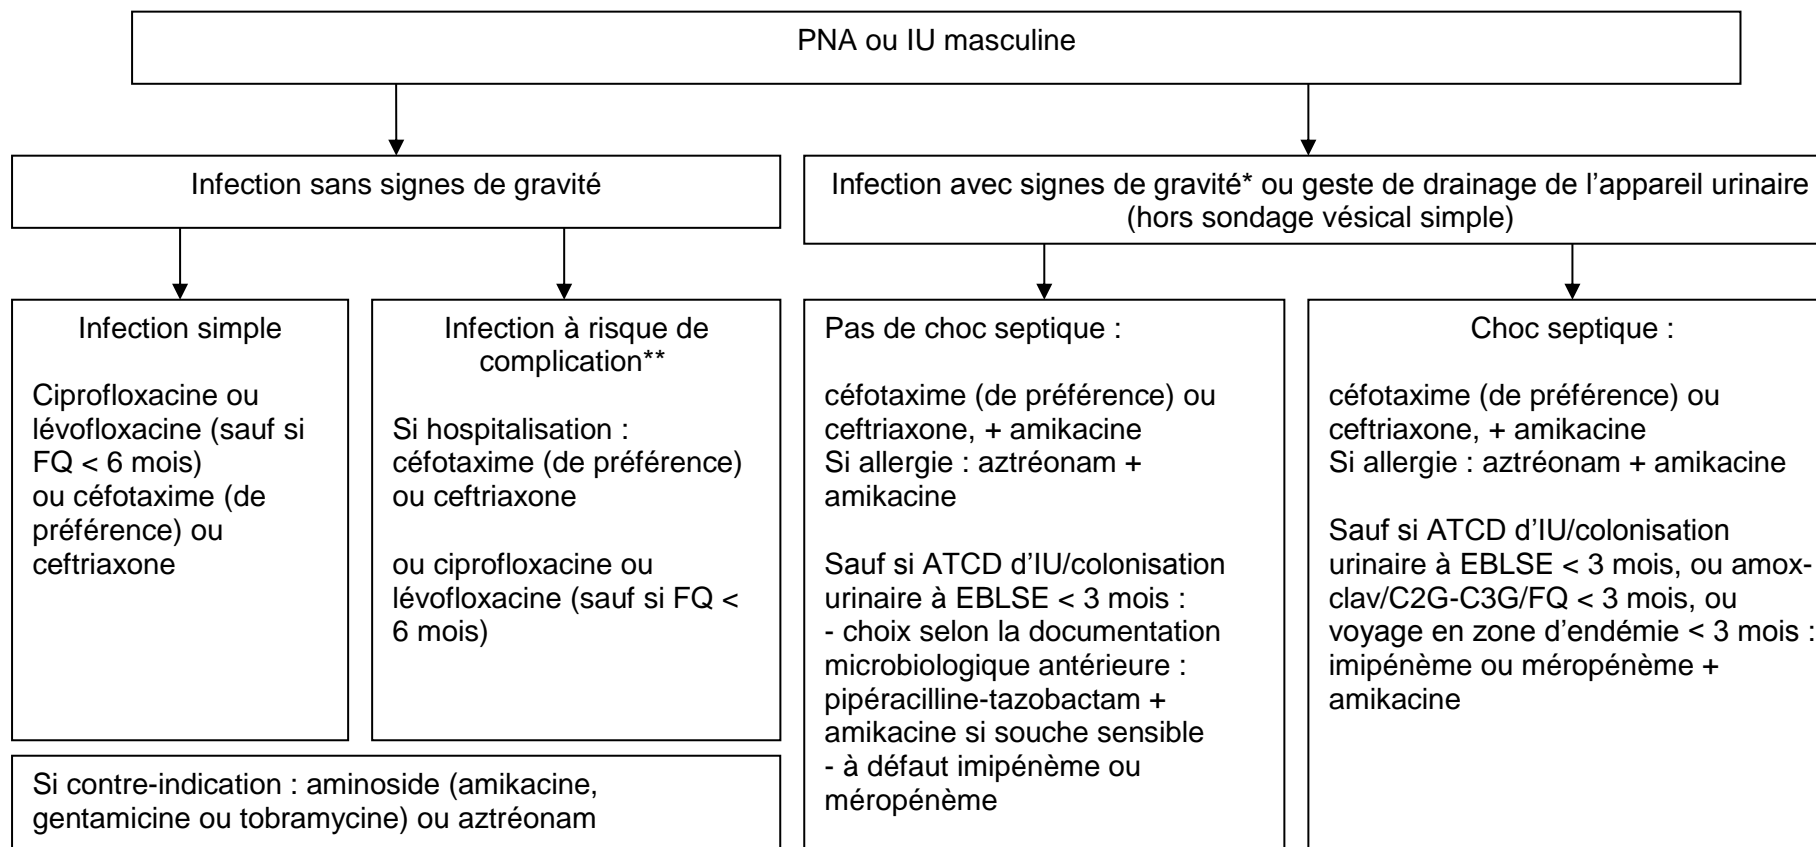 PNA ou IU masculine
Infection sans signes de gravité
Infection avec signes de gravité* ou geste de drainage de l'appareil urinaire
(hors sondage vésical simple)
Infection simple
Ciprofloxacine ou
lévofloxacine (sauf si
FQ < 6 mois)
ou céfotaxime (de
préférence) ou
ceftriaxone
Infection à risque de
complication**
Si hospitalisation :
céfotaxime (de préférence)
ou ceftriaxone
ou ciprofloxacine ou
lévofloxacine (sauf si FQ <
6 mois)
Si contre-indication : aminoside (amikacine,
gentamicine ou tobramycine) ou aztréonam
Pas de choc septique :
céfotaxime (de préférence) ou
ceftriaxone, + amikacine
Si allergie : aztréonam +
amikacine
Sauf si ATCD d'IU/colonisation
urinaire à EBLSE < 3 mois :
- choix selon la documentation
microbiologique antérieure :
pipéracilline-tazobactam +
amikacine si souche sensible
- à défaut imipénème ou
méropénème
Choc septique :
céfotaxime (de préférence) ou
ceftriaxone, + amikacine
Si allergie : aztréonam + amikacine
Sauf si ATCD d'IU/colonisation
urinaire à EBLSE < 3 mois, ou amox-
clav/C2G-C3G/FQ < 3 mois, ou
voyage en zone d'endémie < 3 mois :
imipénème ou méropénème +
amikacine